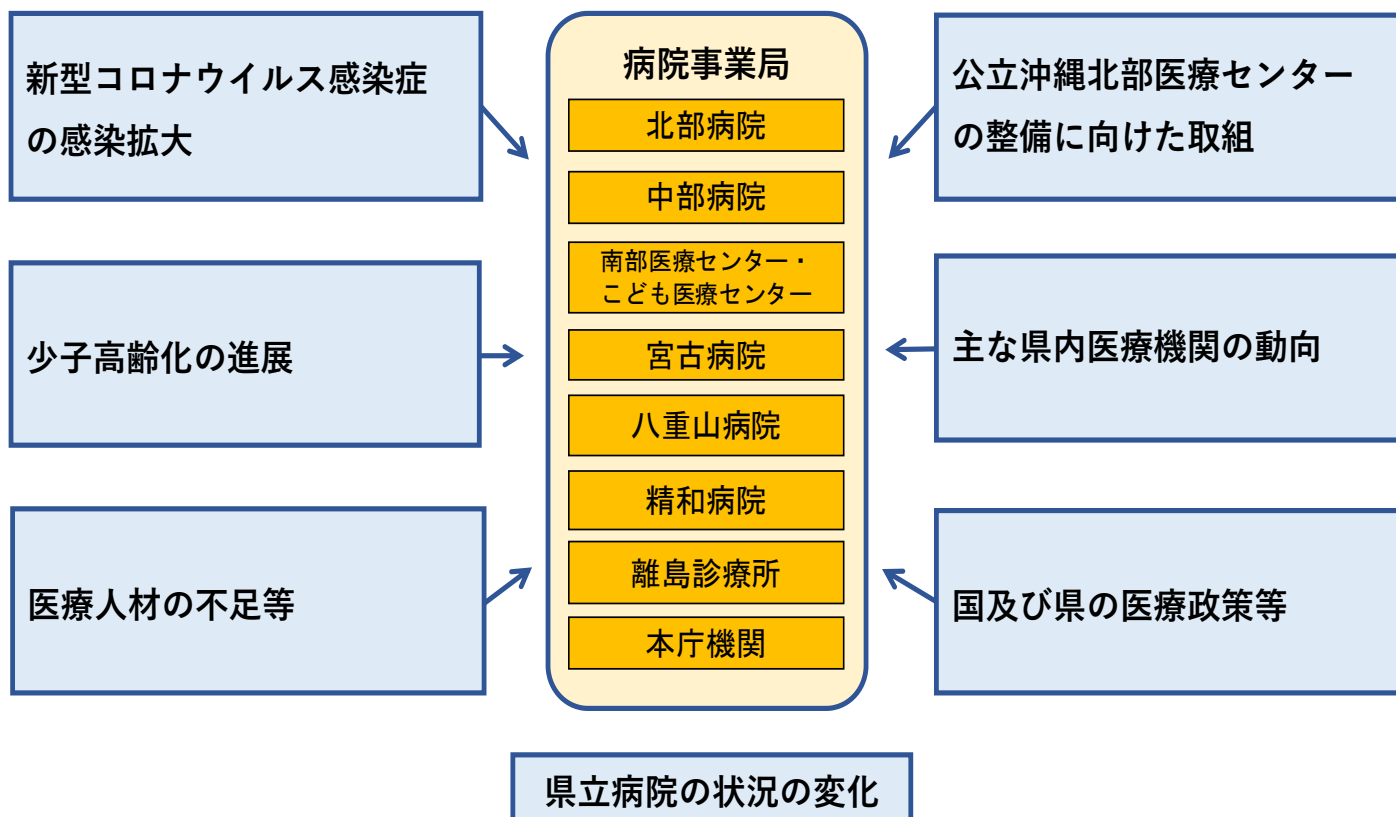 新型コロナウイルス感染症
の感染拡大
少子高齢化の進展
医療人材の不足等
病院事業局
北部病院
中部病院
南部医療センター・
こども医療センター
宮古病院
八重山病院
精和病院
離島診療所
本庁機関
公立沖縄北部医療センター
の整備に向けた取組
主な県内医療機関の動向
国及び県の医療政策等
県立病院の状況の変化